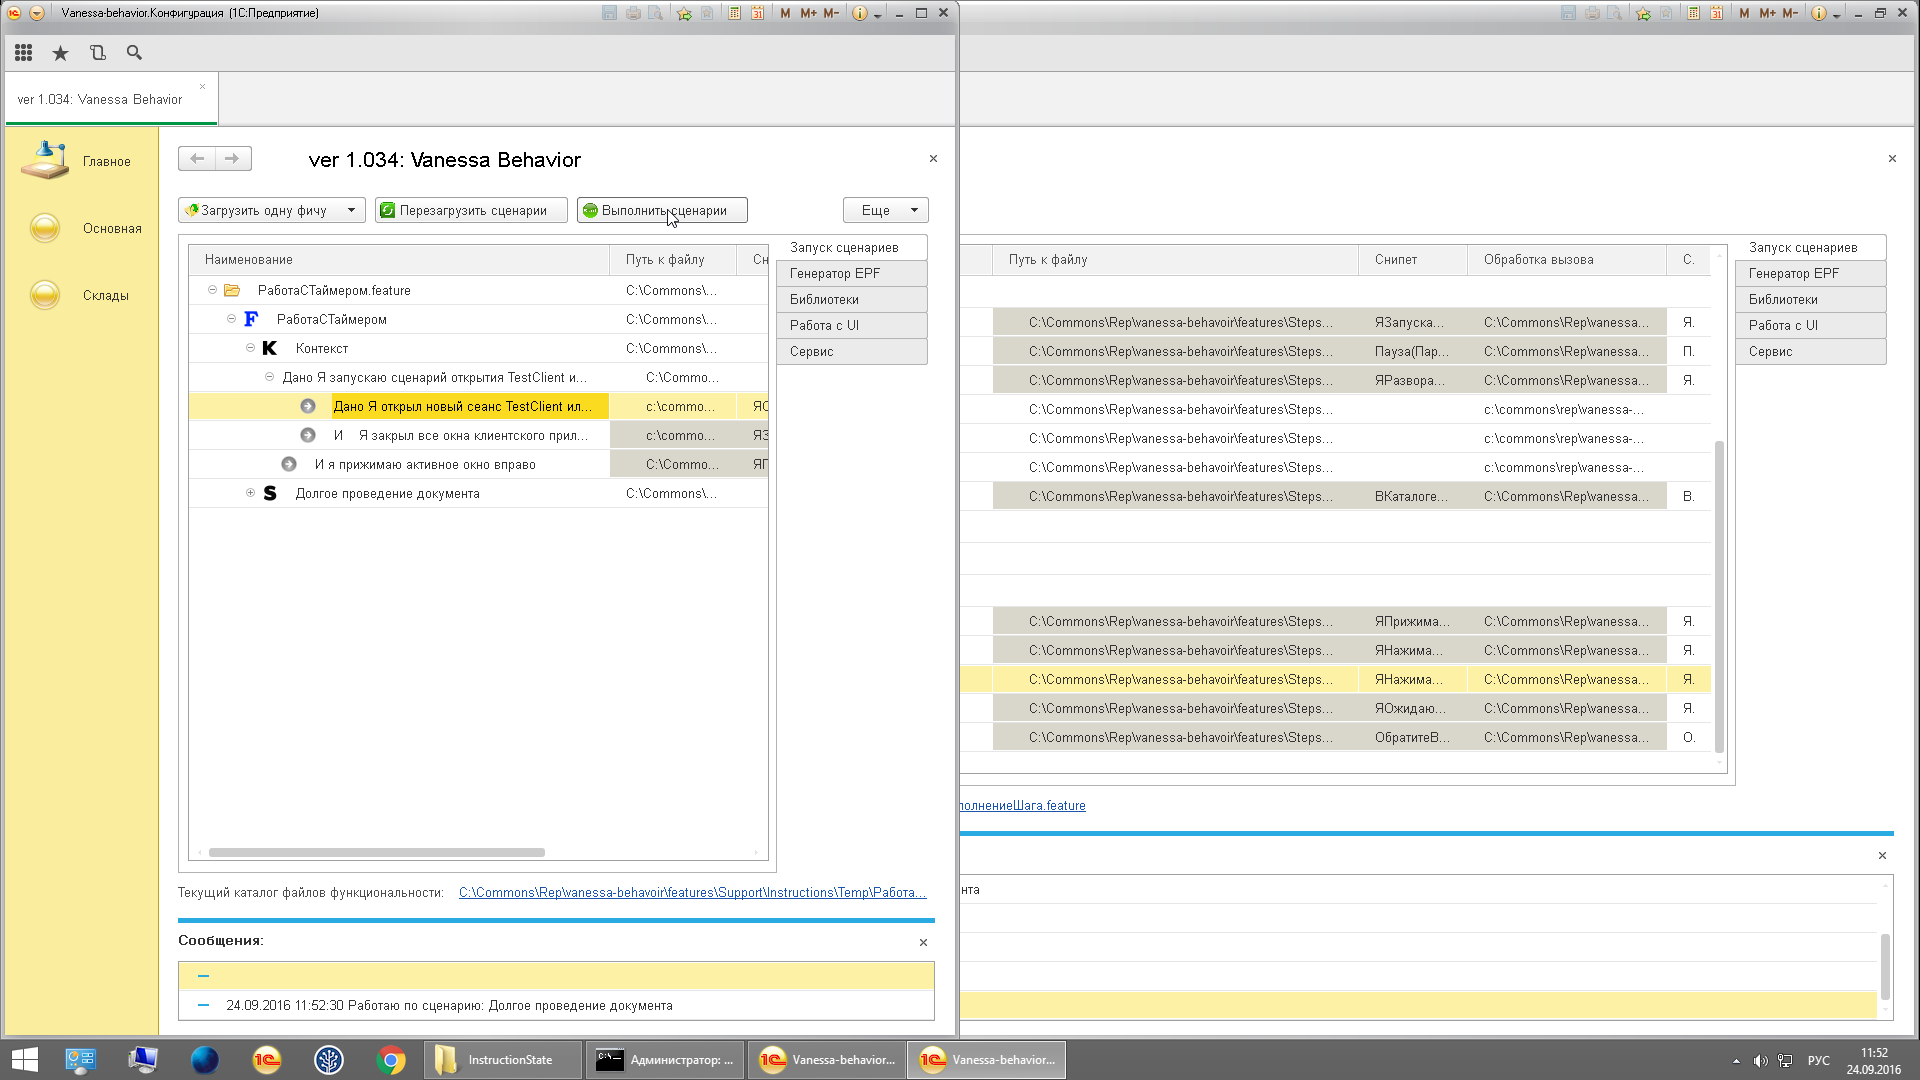 Vanessa-behavior.Конфигурация (1С:Предприятие)
M M+ M-
M M+ M-
ver 1.034: Vanessa Behavior
Главное
Основная
Склады
ver 1.034: Vanessa Behavior
Загрузить одну фичу
Перезагрузить сценарии
Выполнить сценарии
Еще
Наименование Путь к файлу Сн
РаботаСТаймером.feature C:\Commons\...
РаботаСТаймером C:\Commons\...
Контекст C:\Commons\...
Дано Я запускаю сценарий открытия TestClient и... C:\Commo...
Дано Я открыл новый сеанс TestClient ил... c:\commo... ЯО
И Я закрыл все окна клиентского прил... c:\commo... ЯЗ
И я прижимаю активное окно вправо C:\Commo... ЯП
Долгое проведение документа C:\Commons\...
Запуск сценариев
Генератор EPF
Библиотеки
Работа с UI
Сервис
Текущий каталог файлов функциональности: C:\Commons\Rep\vanessa-behavoir\features\Support\Instructions\Temp\Работа...
Сообщения:
24.09.2016 11:52:30 Работаю по сценарию: Долгое проведение документа
Путь к файлу Снипет Обработка вызова С.
C:\Commons\Rep\vanessa-behavoir\features\Steps... ЯЗапуска... C:\Commons\Rep\vanessa... Я.
C:\Commons\Rep\vanessa-behavoir\features\Steps... Пауза(Пар... C:\Commons\Rep\vanessa... П.
C:\Commons\Rep\vanessa-behavoir\features\Steps... ЯРазвора... C:\Commons\Rep\vanessa... Я.
C:\Commons\Rep\vanessa-behavoir\features\Steps... c:\commons\rep\vanessa-...
C:\Commons\Rep\vanessa-behavoir\features\Steps... c:\commons\rep\vanessa-...
C:\Commons\Rep\vanessa-behavoir\features\Steps... c:\commons\rep\vanessa-...
C:\Commons\Rep\vanessa-behavoir\features\Steps... ВКаталоге... C:\Commons\Rep\vanessa... В.
C:\Commons\Rep\vanessa-behavoir\features\Steps... ЯПрижима... C:\Commons\Rep\vanessa... Я.
C:\Commons\Rep\vanessa-behavoir\features\Steps... ЯНажима... C:\Commons\Rep\vanessa... Я.
C:\Commons\Rep\vanessa-behavoir\features\Steps... ЯНажима... C:\Commons\Rep\vanessa... Я.
C:\Commons\Rep\vanessa-behavoir\features\Steps... ЯОжидаю... C:\Commons\Rep\vanessa... Я.
C:\Commons\Rep\vanessa-behavoir\features\Steps... ОбратитеВ... C:\Commons\Rep\vanessa... О.
Запуск сценариев
Генератор EPF
Библиотеки
Работа с UI
Сервис
полнениеШага.feature
нта
InstructionState
Администратор: ...
Vanessa-behavior...
Vanessa-behavior...
РУС
11:52
24.09.2016